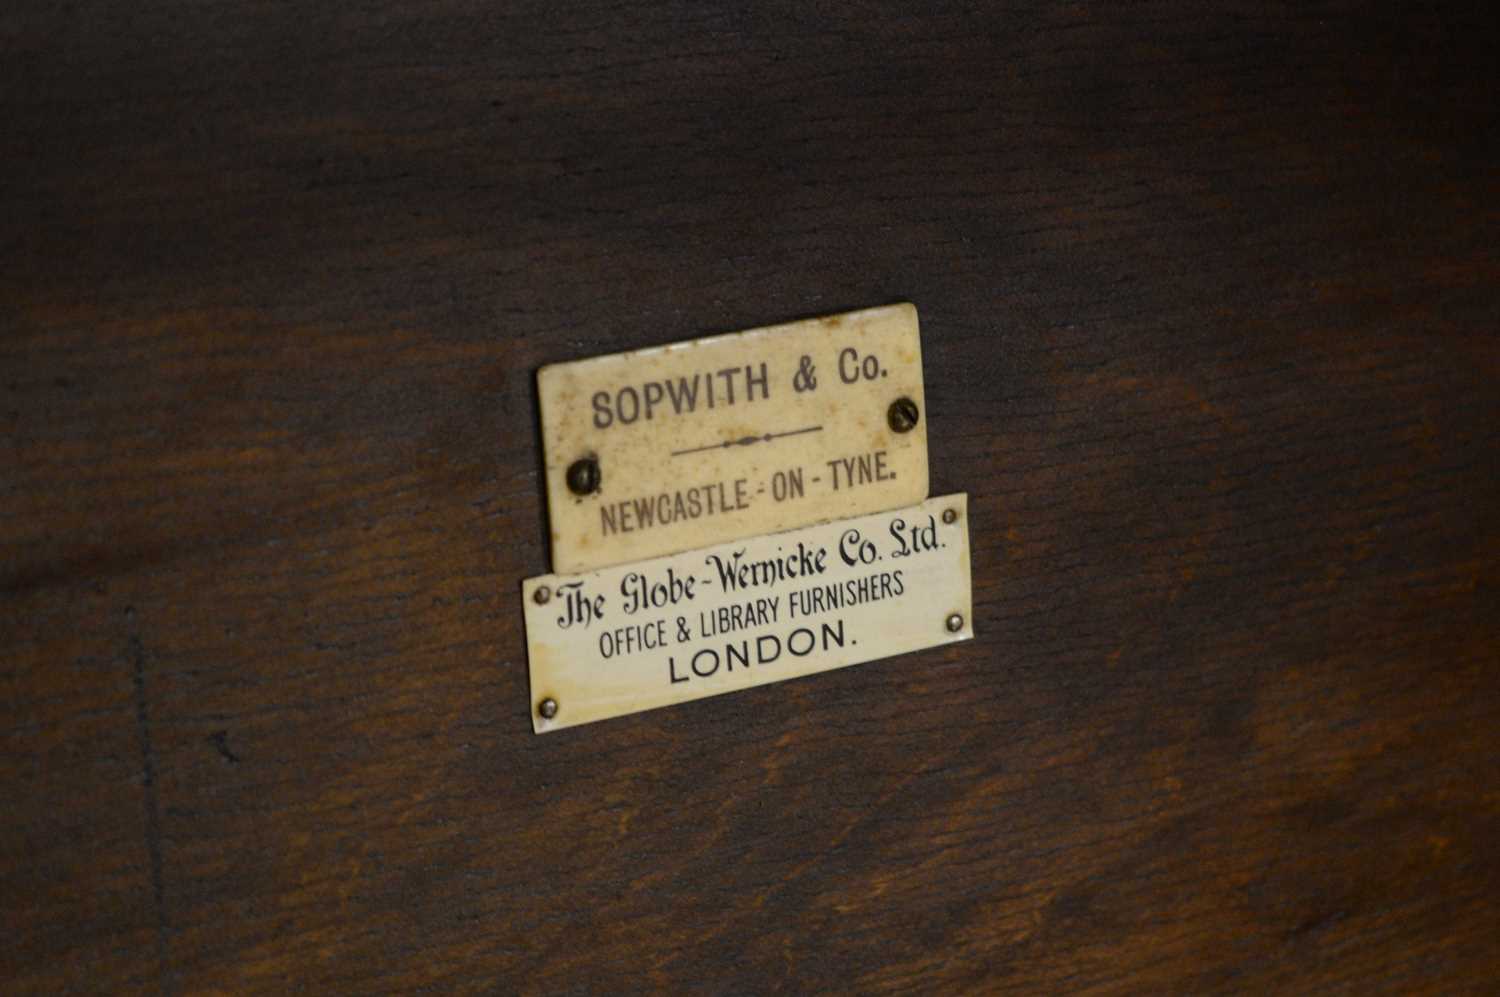 SOPWITH & Co.
NEWCASTLE-ON-TYNE.
The Globe-Wernicke Co. Ltd.
OFFICE & LIBRARY FURNISHERS
LONDON.